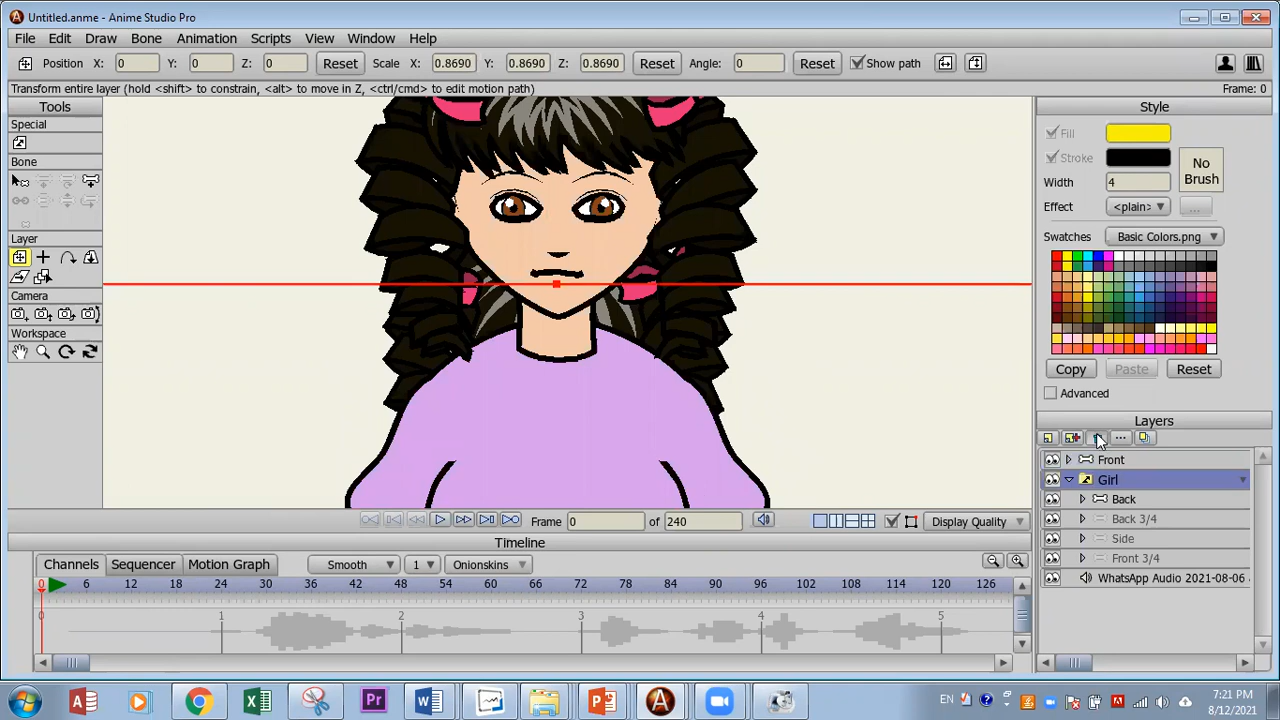 Untitled.anme - Anime Studio Pro
File Edit Draw Bone Animation Scripts View Window Help
Position X: 0 Y: 0 Z: 0 Reset Scale X: 0.8690 Y: 0.8690 Z: 0.8690 Reset Angle: 0 Reset Show path
Transform entire layer (hold <shift> to constrain, <alt> to move in Z, <ctrl/cmd> to edit motion path) Frame: 0
Tools
Special
Bone
Layer
Camera
Workspace
Style
Fill
Stroke
No Brush
Width 4
Effect <plain> ...
Swatches Basic Colors.png
Copy Paste Reset
Advanced
Layers
Front
Girl
Back
Back 3/4
Side
Front 3/4
WhatsApp Audio 2021-08-06
Frame 0 of 240 Display Quality
Timeline
Channels Sequencer Motion Graph Smooth 1 Onionskins
0 6 12 18 24 30 36 42 48 54 60 66 72 78 84 90 96 102 108 114 120 126
0 1 2 3 4 5
EN 7:21 PM
8/12/2021